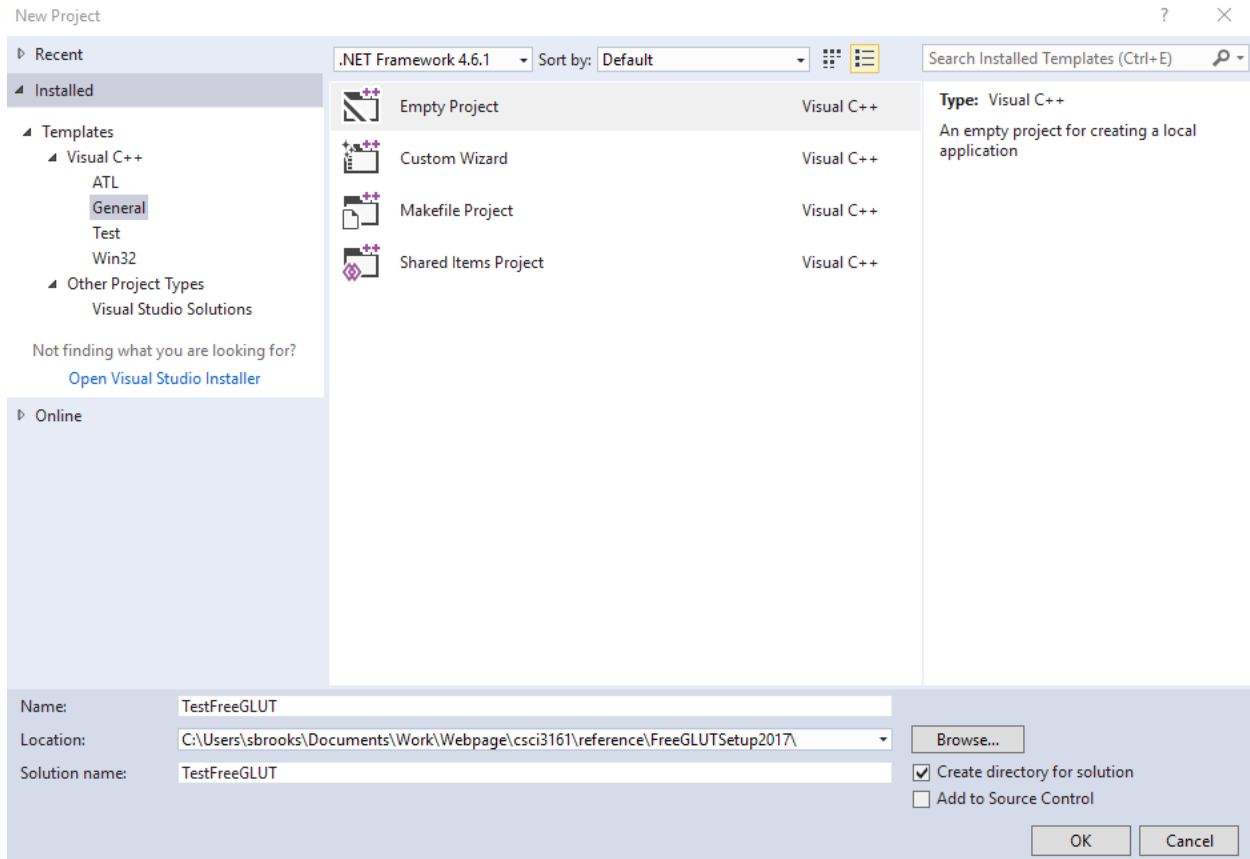 New Project
?
Recent
Installed
Templates
Visual C++
ATL
General
Test
Win32
Other Project Types
Visual Studio Solutions
Not finding what you are looking for?
Open Visual Studio Installer
Online
.NET Framework 4.6.1 Sort by: Default
Empty Project Visual C++
Custom Wizard Visual C++
Makefile Project Visual C++
Shared Items Project Visual C++
Search Installed Templates (Ctrl+E)
Type: Visual C++
An empty project for creating a local
application
Name: TestFreeGLUT
Location: C:\Users\sbrooks\Documents\Work\Webpage\csci3161\reference\FreeGLUTSetup2017\ Browse...
Solution name: TestFreeGLUT
Create directory for solution
Add to Source Control
OK Cancel